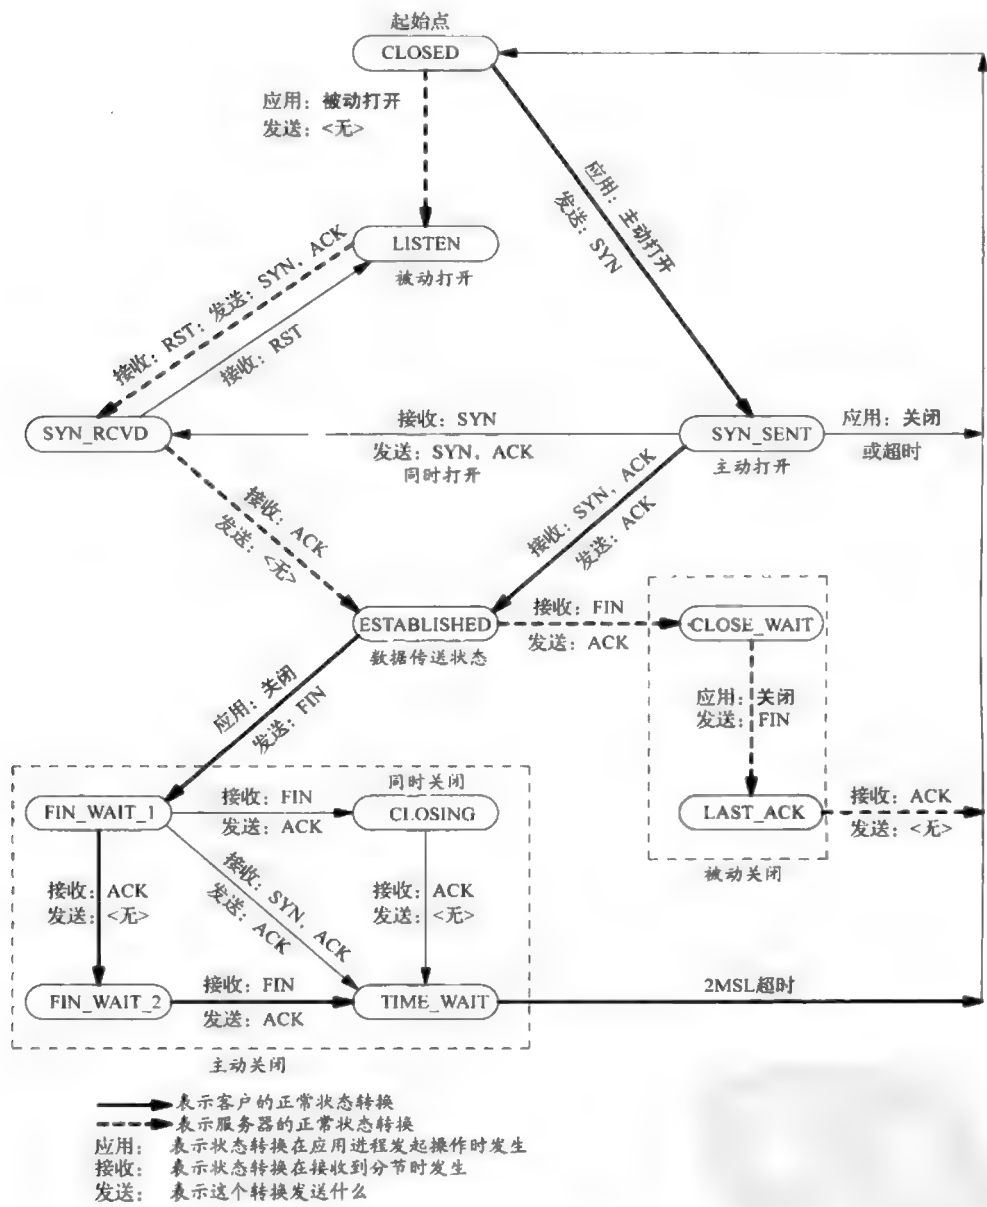 起始点
CLOSED
应用：被动打开
发送：<无>
应用：主动打开
发送：SYN
LISTEN
被动打开
接收：RST；发送：SYN，ACK
接收：RST
SYN_RCVD
接收：SYN
发送：SYN，ACK
同时打开
SYN_SENT
主动打开
应用：关闭
或超时
接收：ACK
发送：<无>
接收：SYN，ACK
发送：ACK
ESTABLISHED
数据传送状态
接收：FIN
发送：ACK
CLOSE_WAIT
应用：关闭
发送：FIN
应用：关闭
发送：FIN
LAST_ACK
接收：ACK
发送：<无>
被动关闭
同时关闭
FIN_WAIT_1
接收：FIN
发送：ACK
CLOSING
接收：ACK
发送：<无>
接收：SYN，ACK
发送：ACK
接收：ACK
发送：<无>
FIN_WAIT_2
接收：FIN
发送：ACK
TIME_WAIT
2MSL超时
主动关闭
表示客户的正常状态转换
表示服务器的正常状态转换
应用： 表示状态转换在应用进程发起操作时发生
接收： 表示状态转换在接收到分节时发生
发送： 表示这个转换发送什么